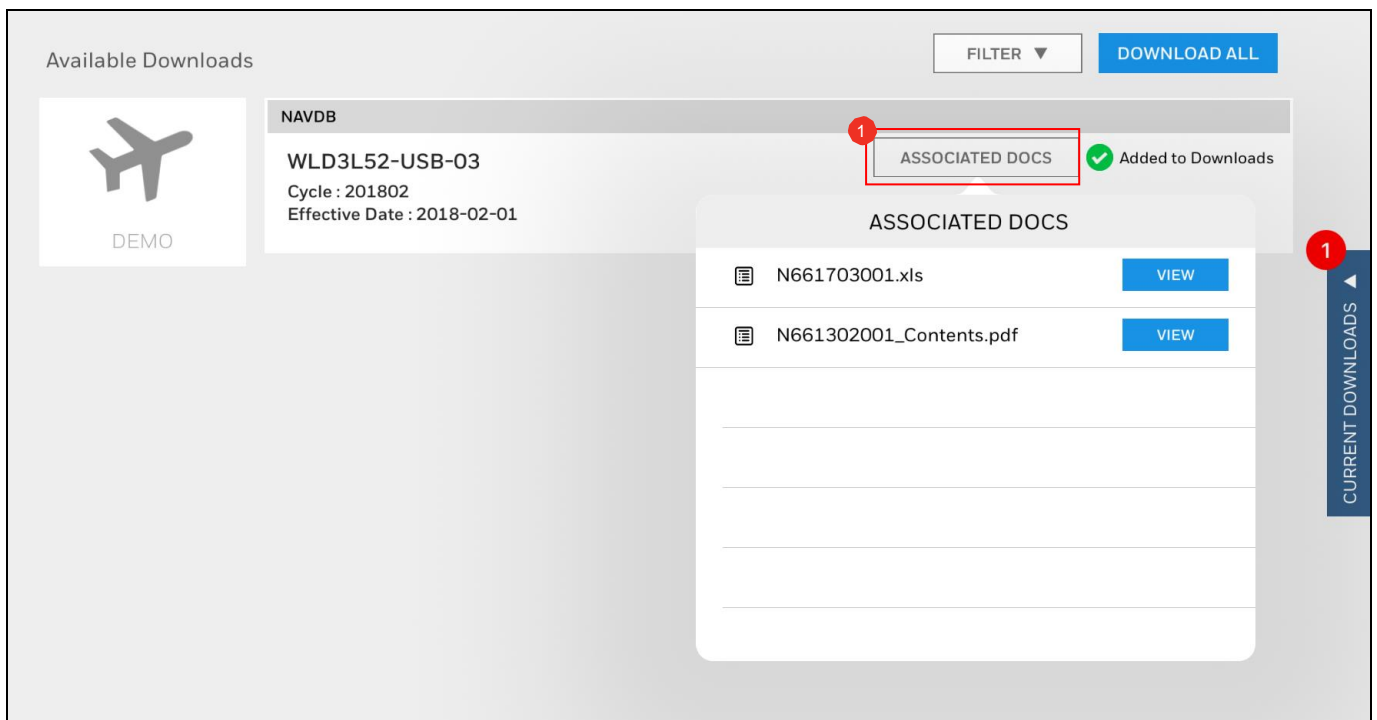 Available Downloads
FILTER ▼
DOWNLOAD ALL
NAVDB
1
WLD3L52-USB-03
ASSOCIATED DOCS
Added to Downloads
Cycle : 201802
Effective Date : 2018-02-01
DEMO
ASSOCIATED DOCS
N661703001.xls
VIEW
N661302001_Contents.pdf
VIEW
1
CURRENT DOWNLOADS